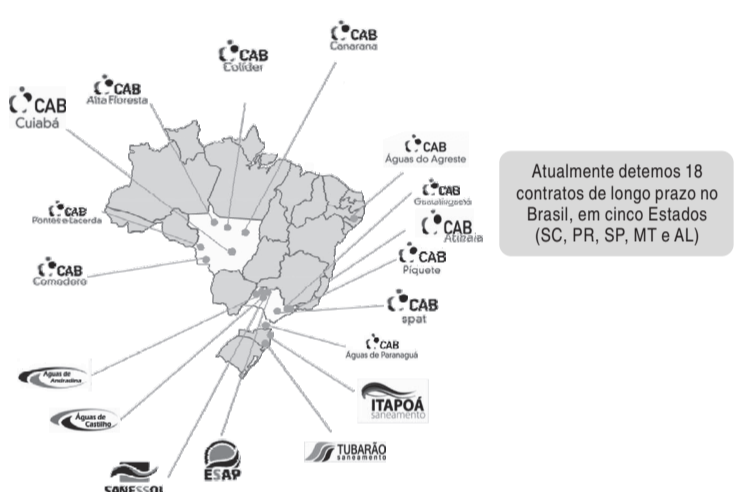 CAB
Canarana
CAB
Colíder
CAB
Alta Floresta
CAB
Cuiabá
CAB
Águas do Agreste
CAB
Guaratinguetá
CAB
Atibaia
CAB
Pontes e Lacerda
CAB
Piquete
CAB
Comodoro
CAB
spat
CAB
Águas de Paranaguá
Águas de
Andradina
Águas de
Castilho
ITAPOÁ
saneamento
TUBARÃO
saneamento
ESAP
SANESSOL
Atualmente detemos 18
contratos de longo prazo no
Brasil, em cinco Estados
(SC, PR, SP, MT e AL)